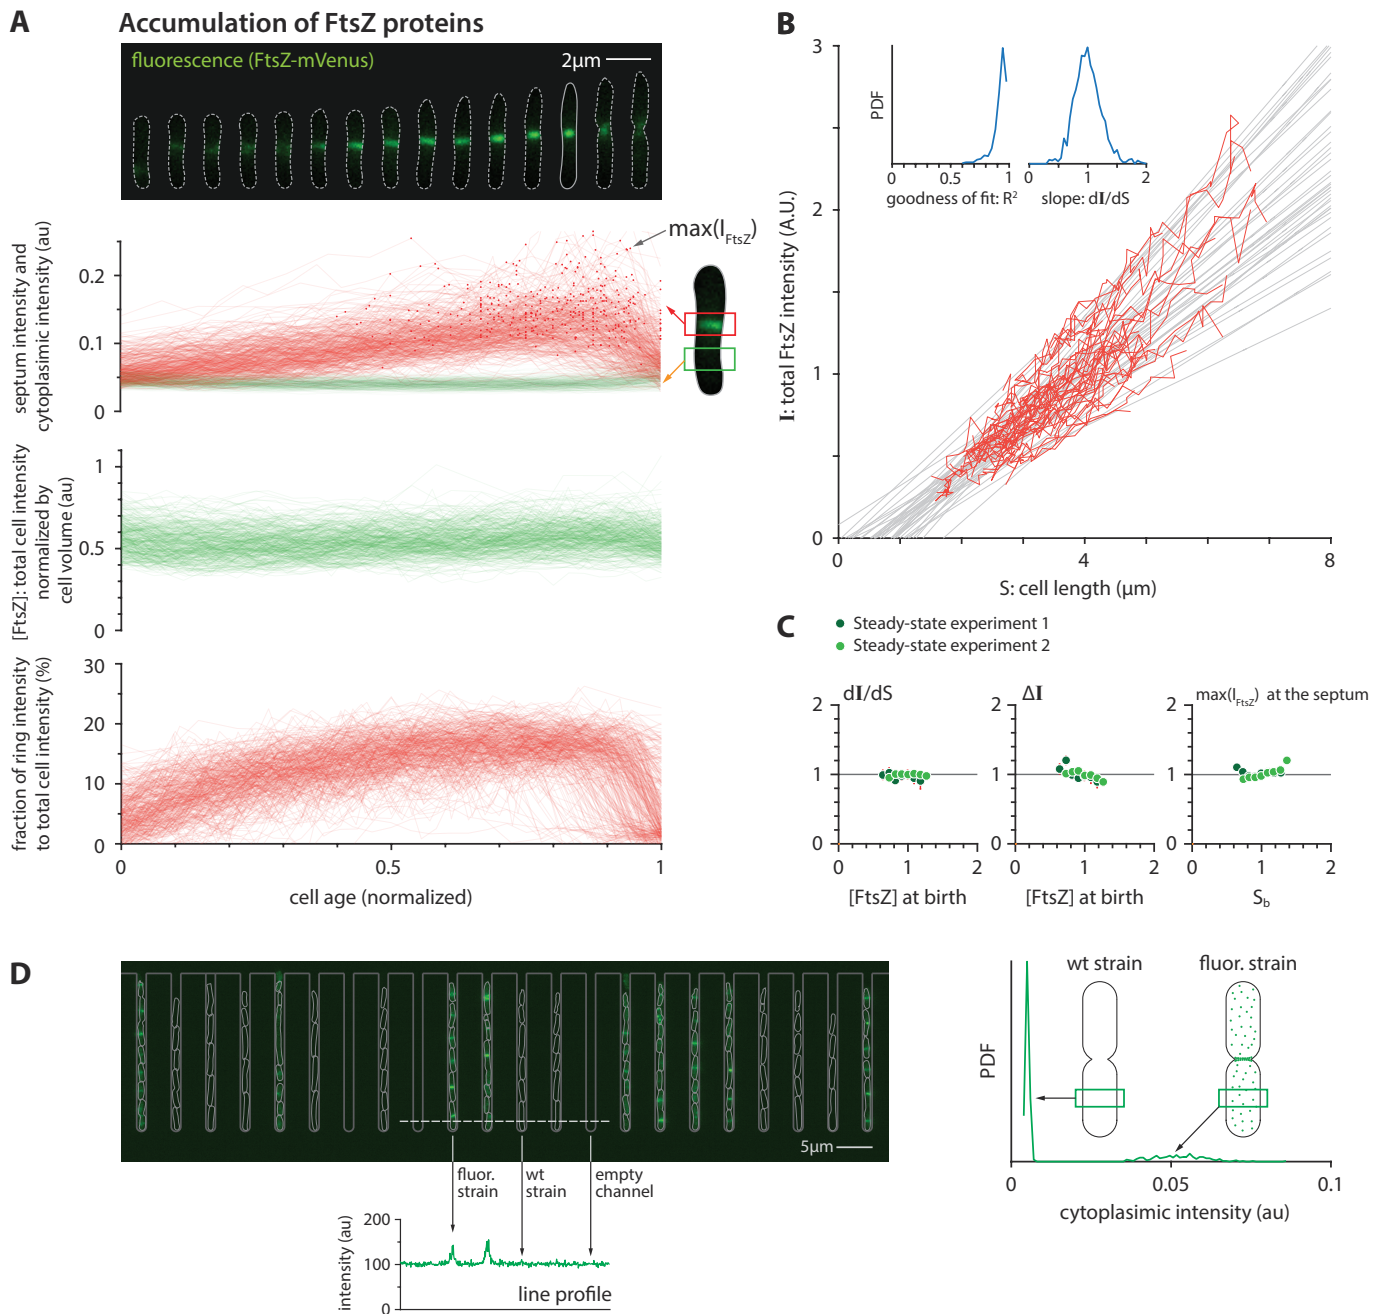 A
Accumulation of FtsZ proteins
fluorescence (FtsZ-mVenus)
2μm
septum intensity and
cytoplasimic intensity (au)
0.2
0.1
0
max(I_FtsZ)
[FtsZ]: total cell intensity
normalized by
cell volume (au)
1
0.5
0
fraction of ring intensity
to total cell intensity (%)
30
20
10
0
0 0.5 1
cell age (normalized)
B
I: total FtsZ intensity (A.U.)
3
2
1
0
0 4 8
S: cell length (μm)
PDF
0 0.5 1
goodness of fit: R²
0 1 2
slope: dI/dS
C
Steady-state experiment 1
Steady-state experiment 2
dI/dS
2
1
0
0 1 2
[FtsZ] at birth
ΔI
2
1
0
0 1 2
[FtsZ] at birth
max(I_FtsZ) at the septum
2
1
0
0 1 2
S_b
D
5μm
fluor.
strain
wt
strain
empty
channel
intensity (au)
200
100
0
line profile
wt strain
fluor. strain
PDF
0 0.05 0.1
cytoplasimic intensity (au)